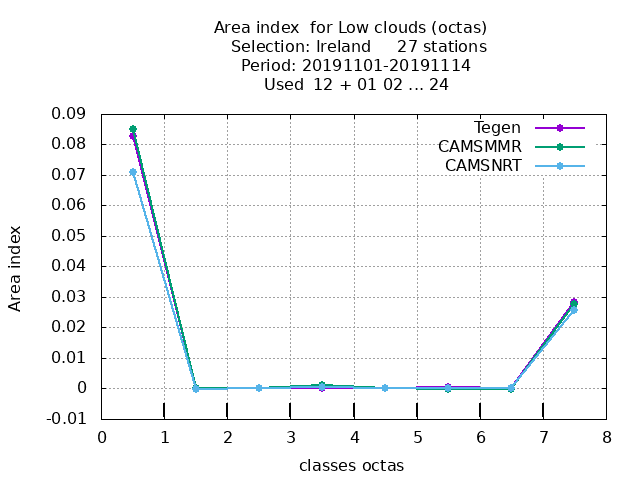 Area index  for Low clouds (octas)
Selection: Ireland     27 stations
Period: 20191101-20191114
Used  12 + 01 02 ... 24
Tegen
CAMSMMR
CAMSNRT
0.09
0.08
0.07
0.06
0.05
0.04
0.03
0.02
0.01
0
-0.01
Area index
0 1 2 3 4 5 6 7 8
classes octas